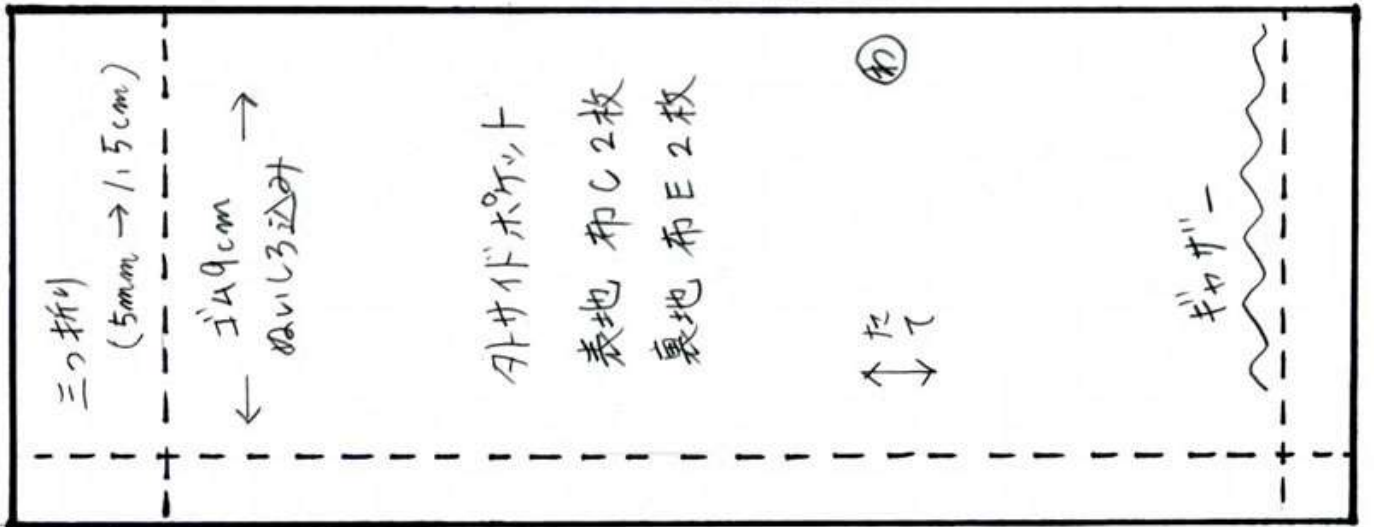 三つ折り
(5mm→1.5cm)
← ゴム9cm →
ぬいしろ込み
外サイドポケット
表地 布C 2枚
裏地 布E 2枚
わ
たて
ギャザー